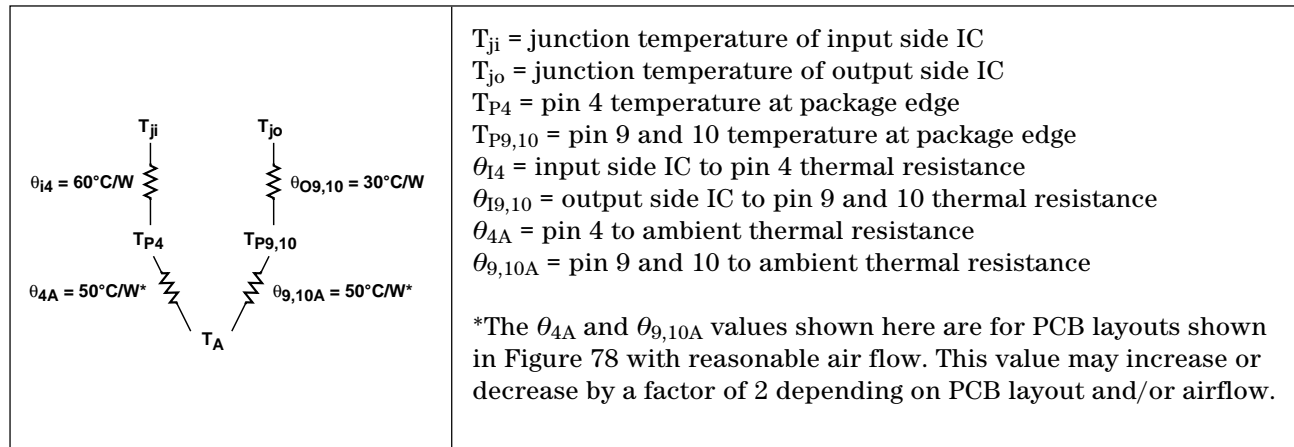 T_ji T_jo
θ_i4 = 60°C/W θ_O9,10 = 30°C/W
T_P4 T_P9,10
θ_4A = 50°C/W* θ_9,10A = 50°C/W*
T_A
T_ji = junction temperature of input side IC
T_jo = junction temperature of output side IC
T_P4 = pin 4 temperature at package edge
T_P9,10 = pin 9 and 10 temperature at package edge
θ_I4 = input side IC to pin 4 thermal resistance
θ_I9,10 = output side IC to pin 9 and 10 thermal resistance
θ_4A = pin 4 to ambient thermal resistance
θ_9,10A = pin 9 and 10 to ambient thermal resistance
*The θ_4A and θ_9,10A values shown here are for PCB layouts shown
in Figure 78 with reasonable air flow. This value may increase or
decrease by a factor of 2 depending on PCB layout and/or airflow.